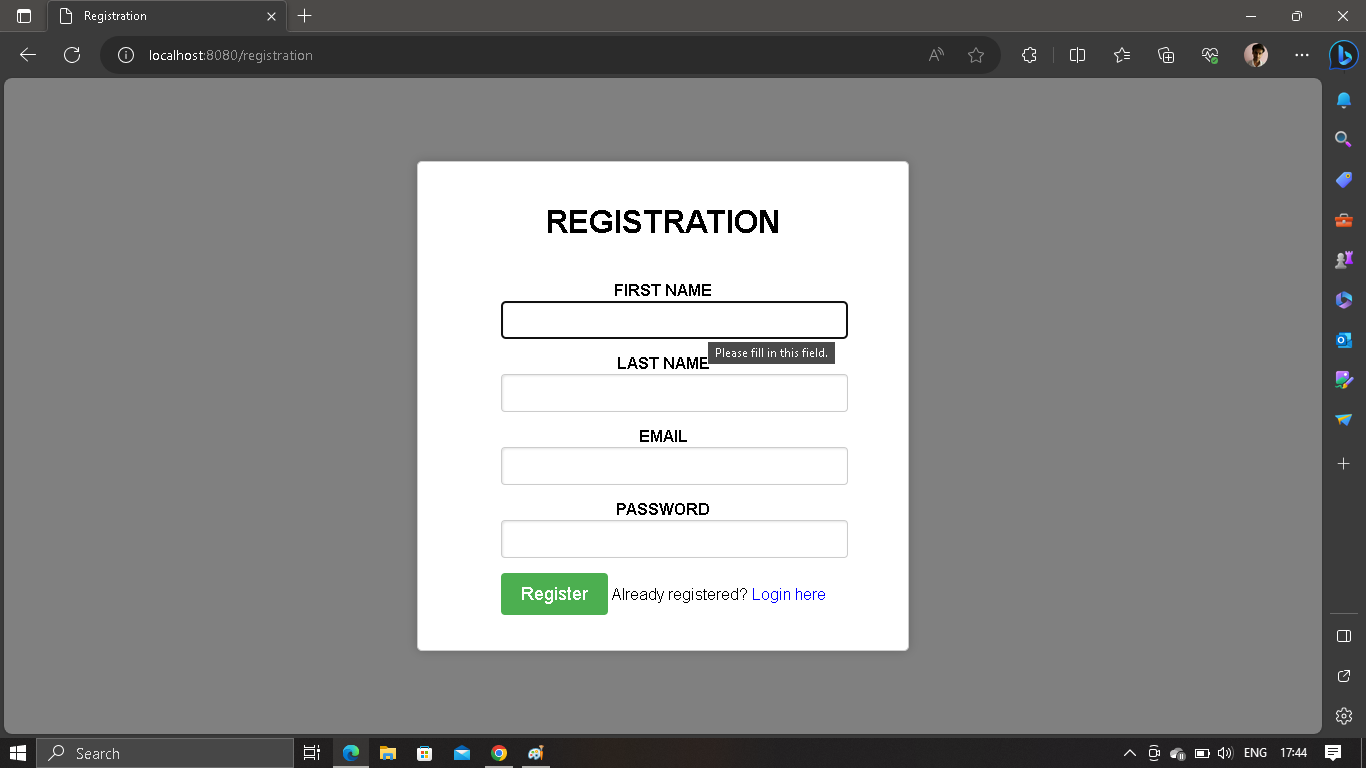 Registration
localhost:8080/registration
REGISTRATION
FIRST NAME
Please fill in this field.
LAST NAME
EMAIL
PASSWORD
Register Already registered? Login here
Search
ENG 17:44